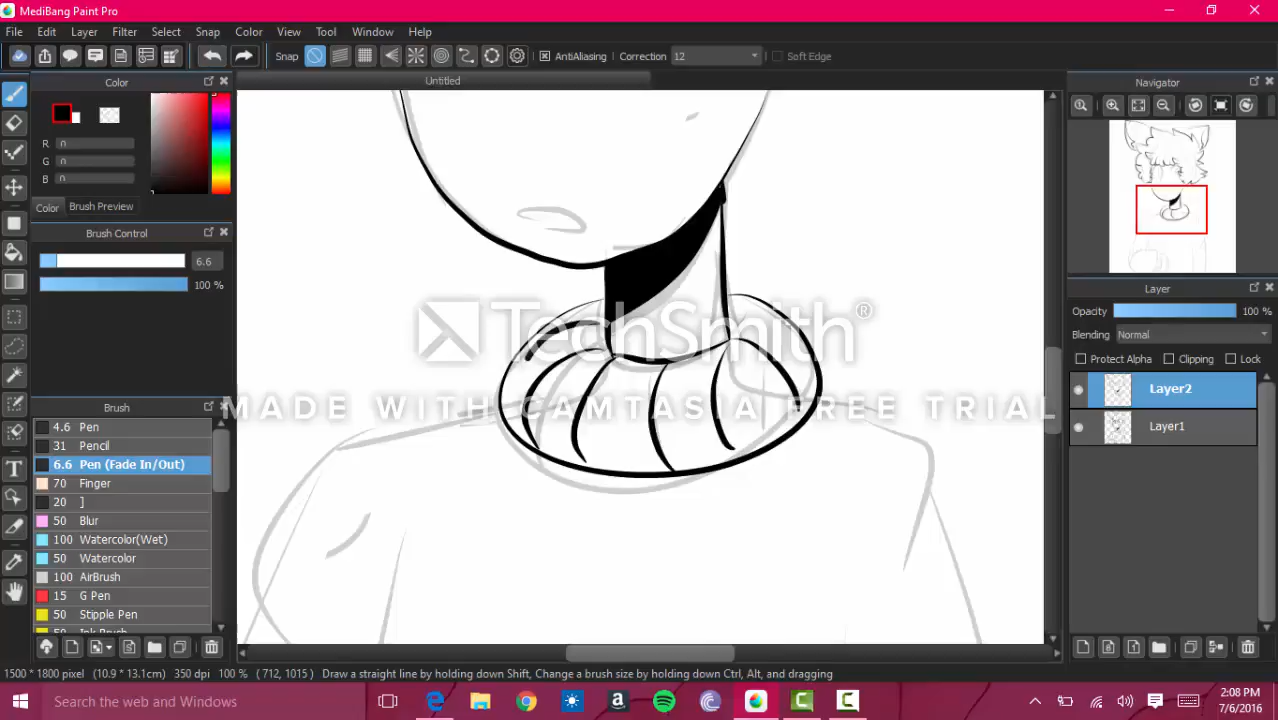 MediBang Paint Pro
File Edit Layer Filter Select Snap Color View Tool Window Help
Snap AntiAliasing Correction 12 Soft Edge
Color
Untitled
Navigator
R 0
G 0
B 0
Color Brush Preview
Brush Control
6.6
100 %
Layer
Opacity 100 %
Blending Normal
Protect Alpha Clipping Lock
Layer2
Layer1
TechSmith®
MADE WITH CAMTASIA FREE TRIAL
Brush
4.6 Pen
31 Pencil
6.6 Pen (Fade In/Out)
70 Finger
20 ]
50 Blur
100 Watercolor(Wet)
50 Watercolor
100 AirBrush
15 G Pen
50 Stipple Pen
50 Ink Brush
1500 * 1800 pixel (10.9 * 13.1cm) 350 dpi 100 % ( 712, 1015 ) Draw a straight line by holding down Shift, Change a brush size by holding down Ctrl, Alt, and dragging
Search the web and Windows
2:08 PM
7/6/2016